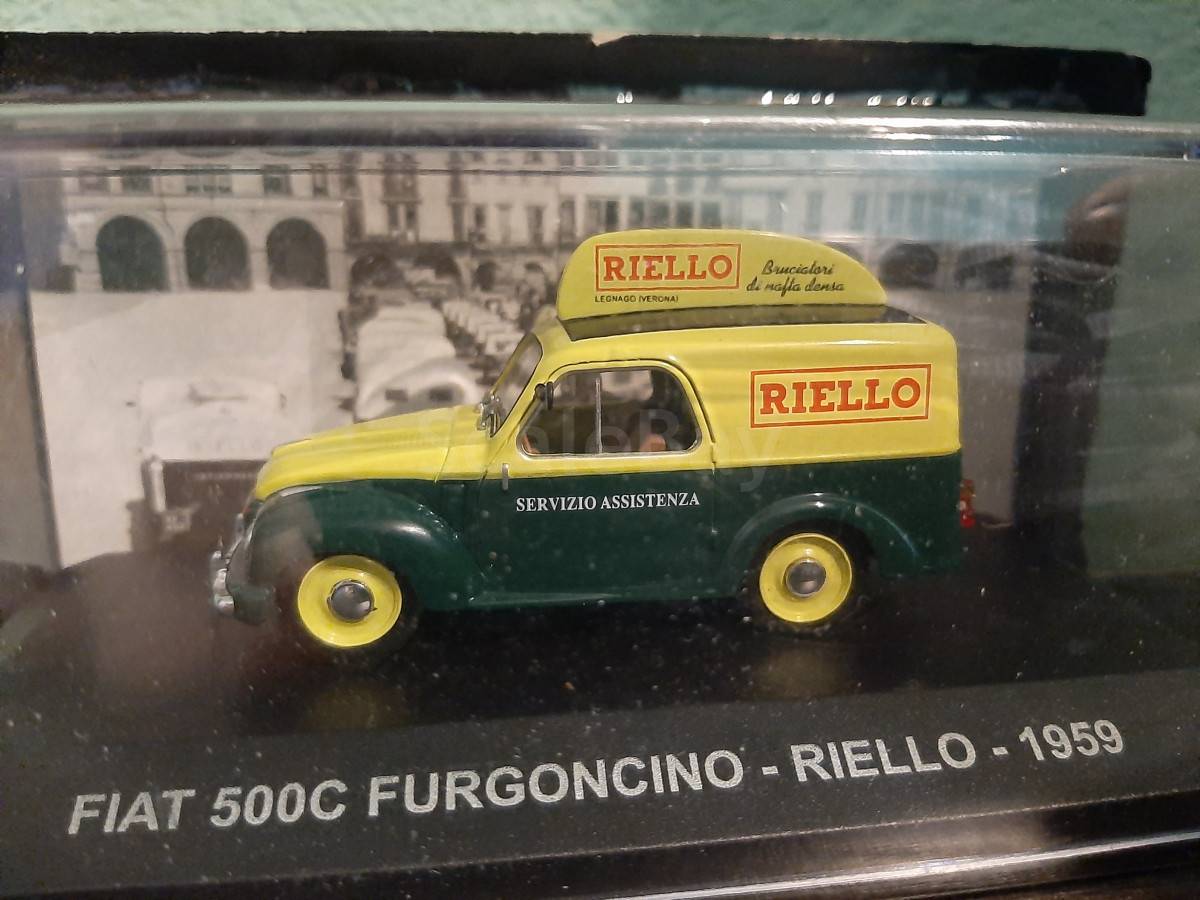 RIELLO
Bruciatori
di nafta densa
LEGNAGO (VERONA)
RIELLO
SERVIZIO ASSISTENZA
FIAT 500C FURGONCINO - RIELLO - 1959